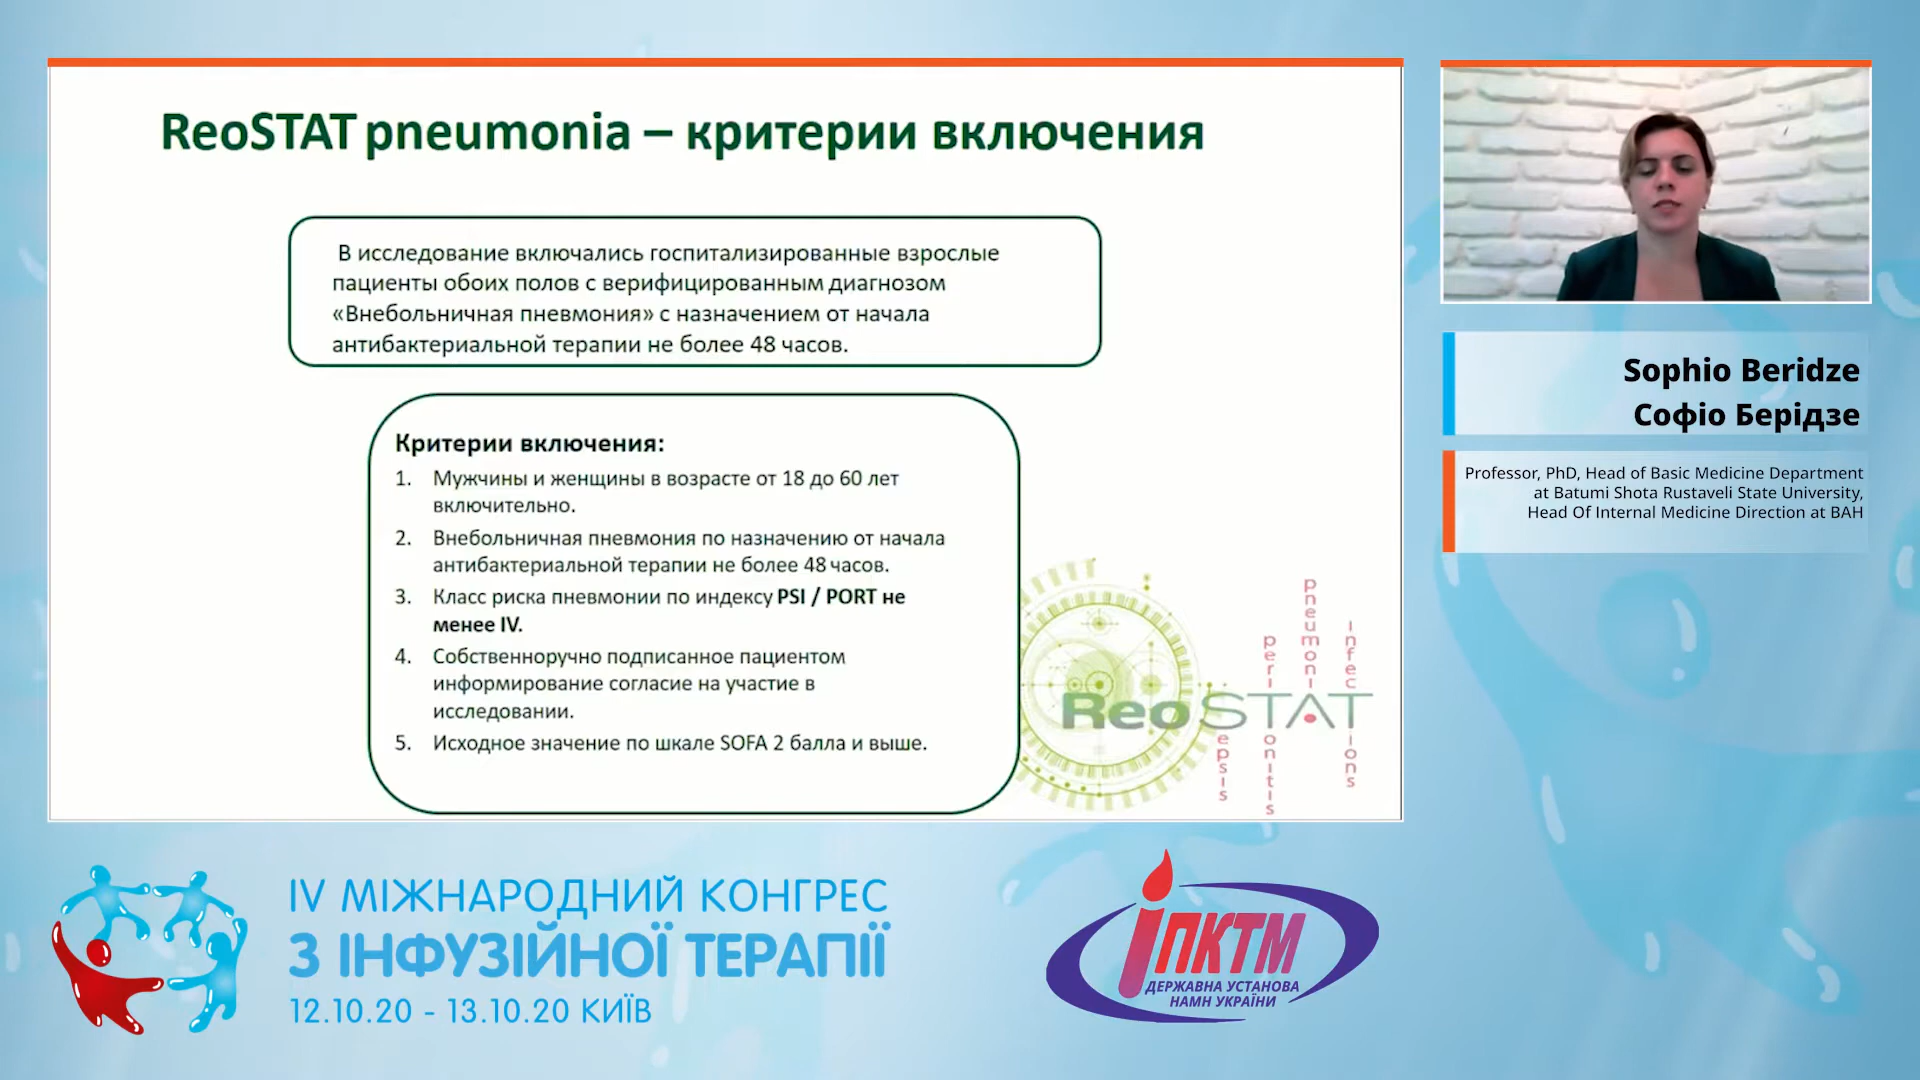 ReoSTAT pneumonia – критерии включения
В исследование включались госпитализированные взрослые
пациенты обоих полов с верифицированным диагнозом
«Внебольничная пневмония» с назначением от начала
антибактериальной терапии не более 48 часов.
Критерии включения:
1. Мужчины и женщины в возрасте от 18 до 60 лет
включительно.
2. Внебольничная пневмония по назначению от начала
антибактериальной терапии не более 48 часов.
3. Класс риска пневмонии по индексу PSI / PORT не
менее IV.
4. Собственноручно подписанное пациентом
информирование согласие на участие в
исследовании.
5. Исходное значение по шкале SOFA 2 балла и выше.
ReoSTAT
sepsis
peritonitis
pneumonia
infections
Sophio Beridze
Софіо Берідзе
Professor, PhD, Head of Basic Medicine Department
at Batumi Shota Rustaveli State University,
Head Of Internal Medicine Direction at BAH
IV МІЖНАРОДНИЙ КОНГРЕС
З ІНФУЗІЙНОЇ ТЕРАПІЇ
12.10.20 - 13.10.20 КИЇВ
ІПКТМ
ДЕРЖАВНА УСТАНОВА
НАМН УКРАЇНИ